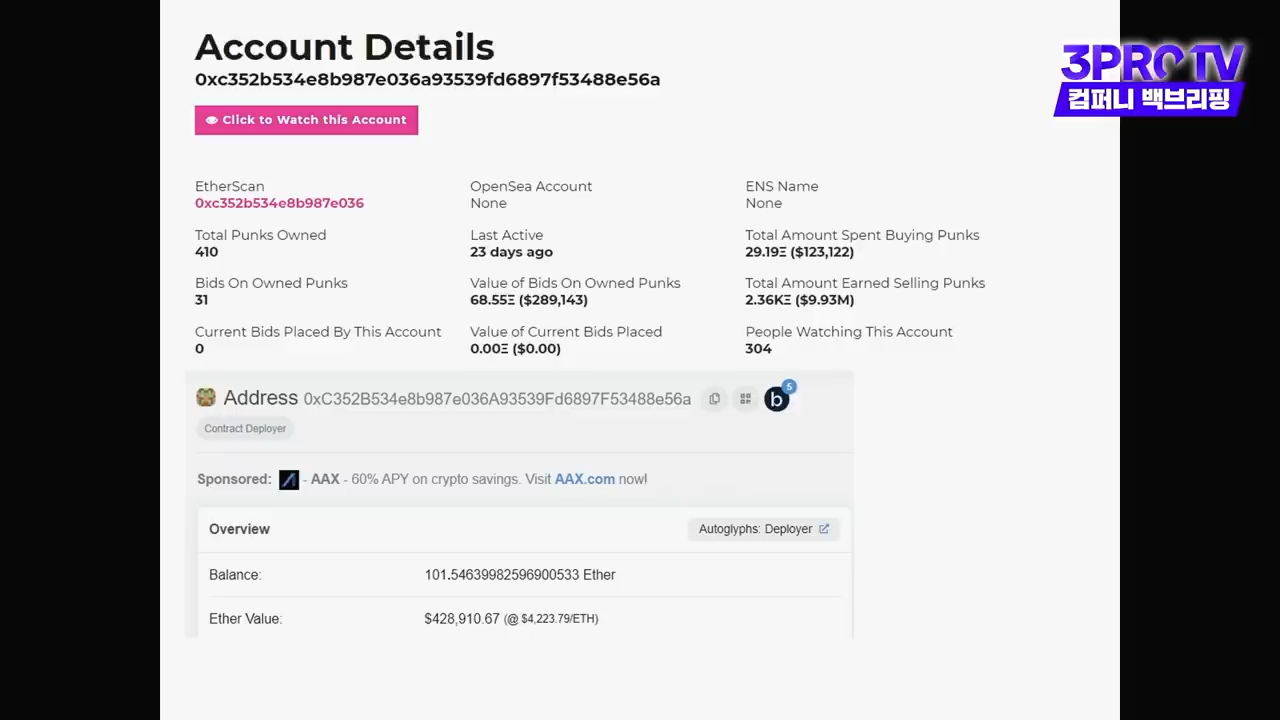 Account Details
0xc352b534e8b987e036a93539fd6897f53488e56a
Click to Watch this Account
3PROTV
컴퍼니 백브리핑
EtherScan
0xc352b534e8b987e036
OpenSea Account
None
ENS Name
None
Total Punks Owned
410
Last Active
23 days ago
Total Amount Spent Buying Punks
29.19Ξ ($123,122)
Bids On Owned Punks
31
Value of Bids On Owned Punks
68.55Ξ ($289,143)
Total Amount Earned Selling Punks
2.36KΞ ($9.93M)
Current Bids Placed By This Account
0
Value of Current Bids Placed
0.00Ξ ($0.00)
People Watching This Account
304
Address 0xC352B534e8b987e036A93539Fd6897F53488e56a b 5
Contract Deployer
Sponsored: - AAX - 60% APY on crypto savings. Visit AAX.com now!
Overview
Autoglyphs: Deployer
Balance: 101.54639982596900533 Ether
Ether Value: $428,910.67 (@ $4,223.79/ETH)